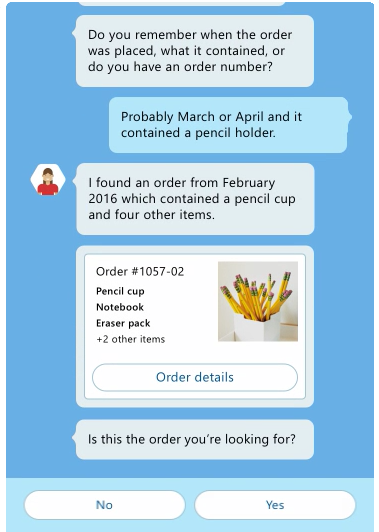 Do you remember when the order
was placed, what it contained, or
do you have an order number?
Probably March or April and it
contained a pencil holder.
I found an order from February
2016 which contained a pencil cup
and four other items.
Order #1057-02
Pencil cup
Notebook
Eraser pack
+2 other items
Order details
Is this the order you’re looking for?
No
Yes